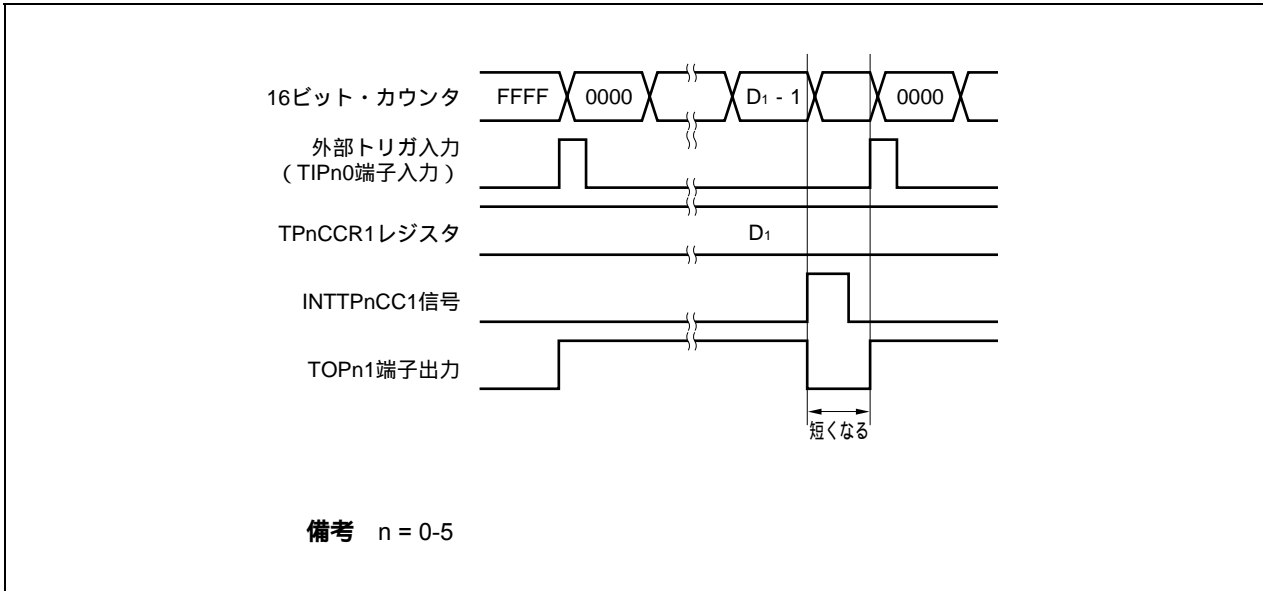 16ビット・カウンタ FFFF 0000 D1 - 1 0000
外部トリガ入力
(TIPn0端子入力)
TPnCCR1レジスタ D1
INTTPnCC1信号
TOPn1端子出力
短くなる
備考 n = 0-5